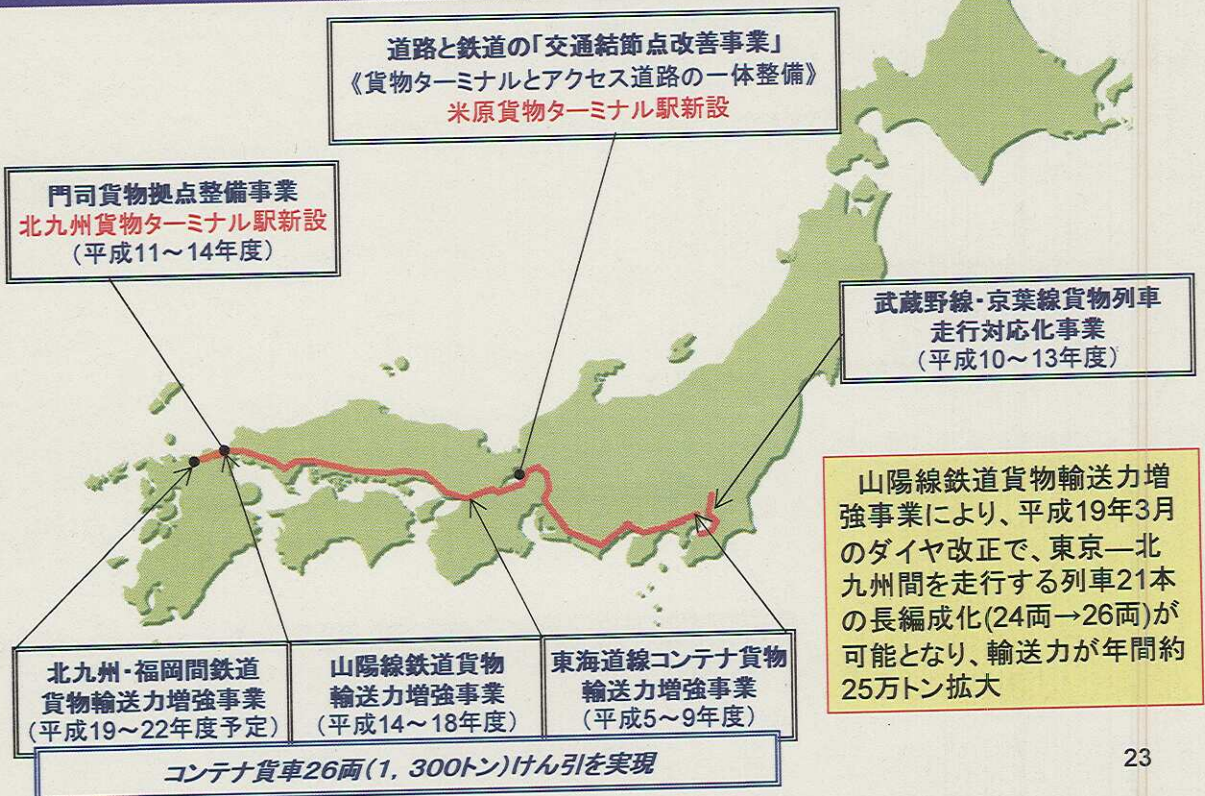 道路と鉄道の「交通結節点改善事業」
《貨物ターミナルとアクセス道路の一体整備》
米原貨物ターミナル駅新設
門司貨物拠点整備事業
北九州貨物ターミナル駅新設
(平成11～14年度)
武蔵野線・京葉線貨物列車
走行対応化事業
(平成10～13年度)
山陽線鉄道貨物輸送力増
強事業により、平成19年3月
のダイヤ改正で、東京―北
九州間を走行する列車21本
の長編成化(24両→26両)が
可能となり、輸送力が年間約
25万トン拡大
北九州・福岡間鉄道
貨物輸送力増強事業
(平成19～22年度予定)
山陽線鉄道貨物
輸送力増強事業
(平成14～18年度)
東海道線コンテナ貨物
輸送力増強事業
(平成5～9年度)
コンテナ貨車26両(1，300トン)けん引を実現
23